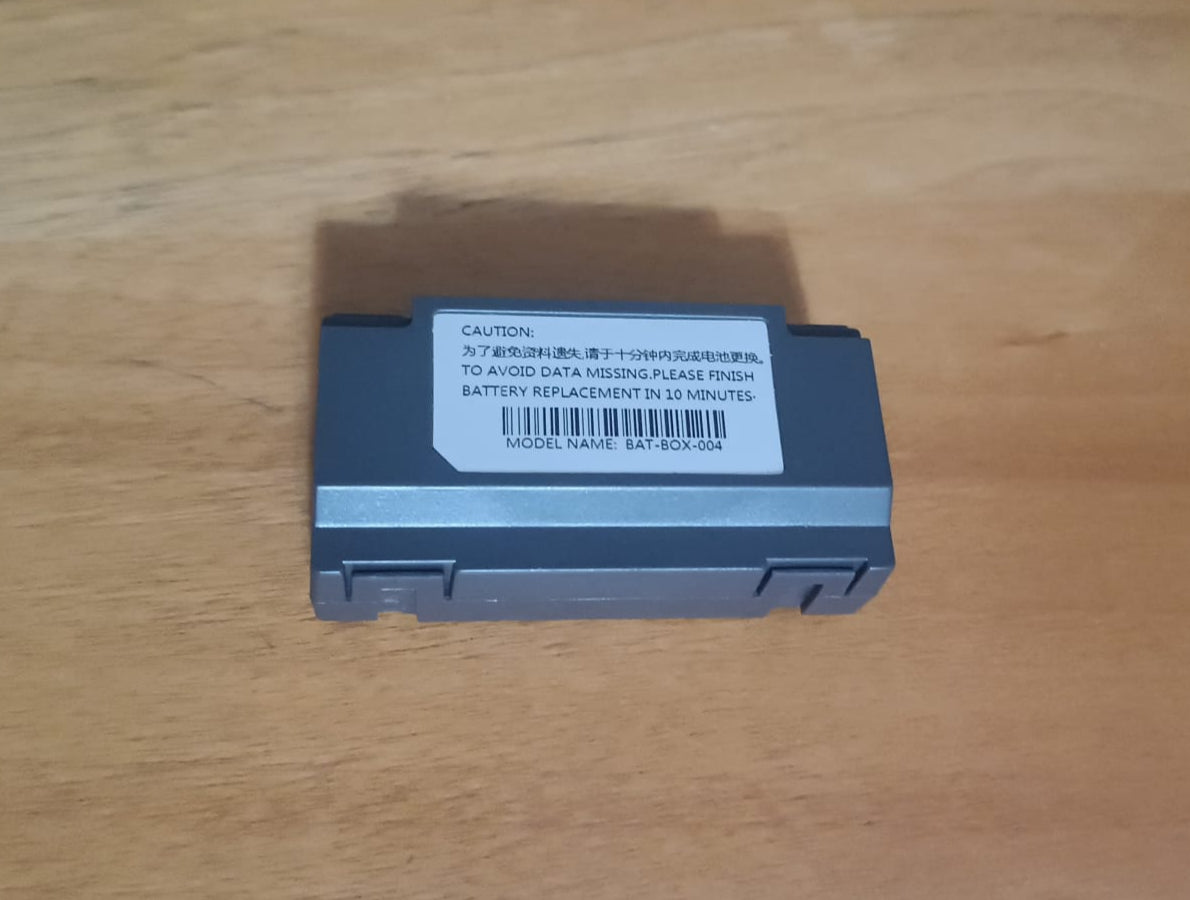 CAUTION:
为了避免资料遗失,请于十分钟内完成电池更换。
TO AVOID DATA MISSING.PLEASE FINISH
BATTERY REPLACEMENT IN 10 MINUTES.
MODEL NAME: BAT-BOX-004